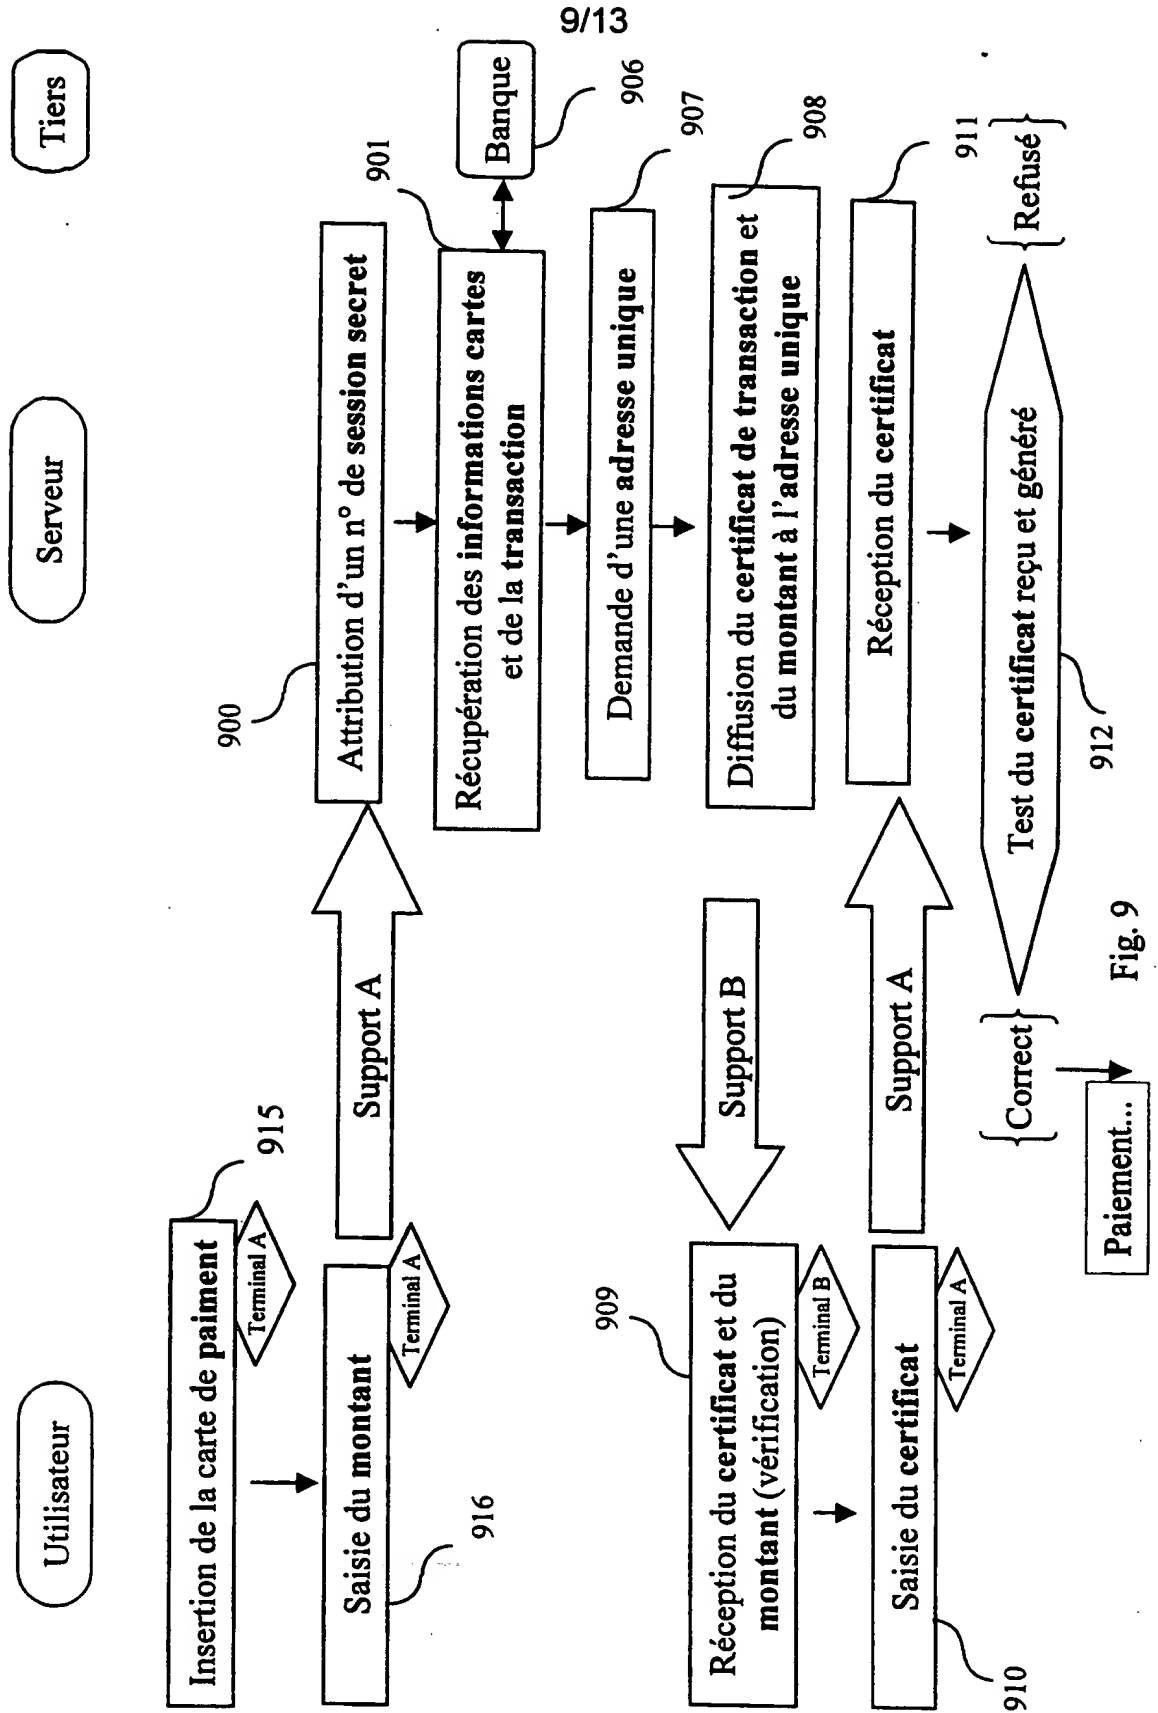 9/13
Utilisateur
Serveur
Tiers
Insertion de la carte de paiment
915
Terminal A
Saisie du montant
916
Terminal A
Support A
900
Attribution d'un n° de session secret
901
Récupération des informations cartes
et de la transaction
Banque
906
Demande d'une adresse unique
907
Diffusion du certificat de transaction et
du montant à l'adresse unique
908
Support B
909
Réception du certificat et du
montant (vérification)
Terminal B
Saisie du certificat
910
Terminal A
Support A
Réception du certificat
911
Test du certificat reçu et généré
912
{Correct}
{Refusé}
Paiement...
Fig. 9